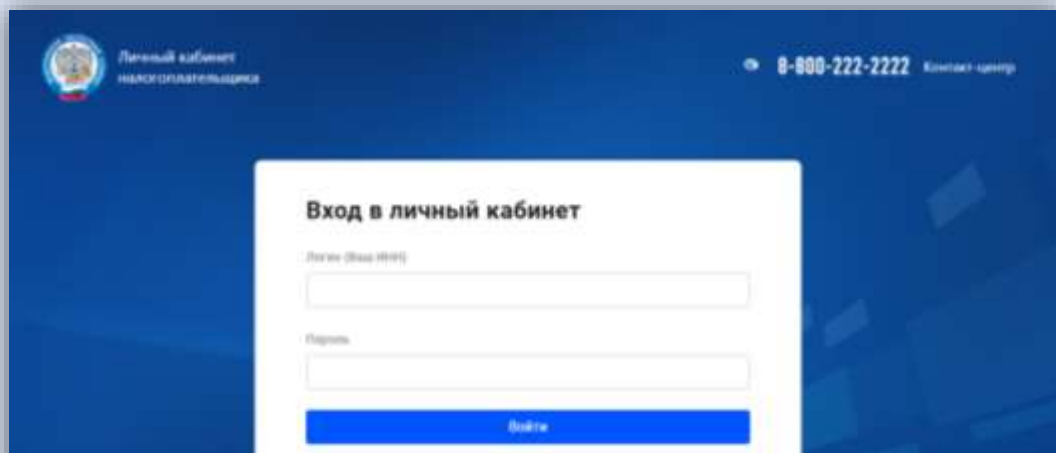 Личный кабинет
налогоплательщика
8-800-222-2222 Контакт-центр
Вход в личный кабинет
Логин (Ваш ИНН)
Пароль
Войти